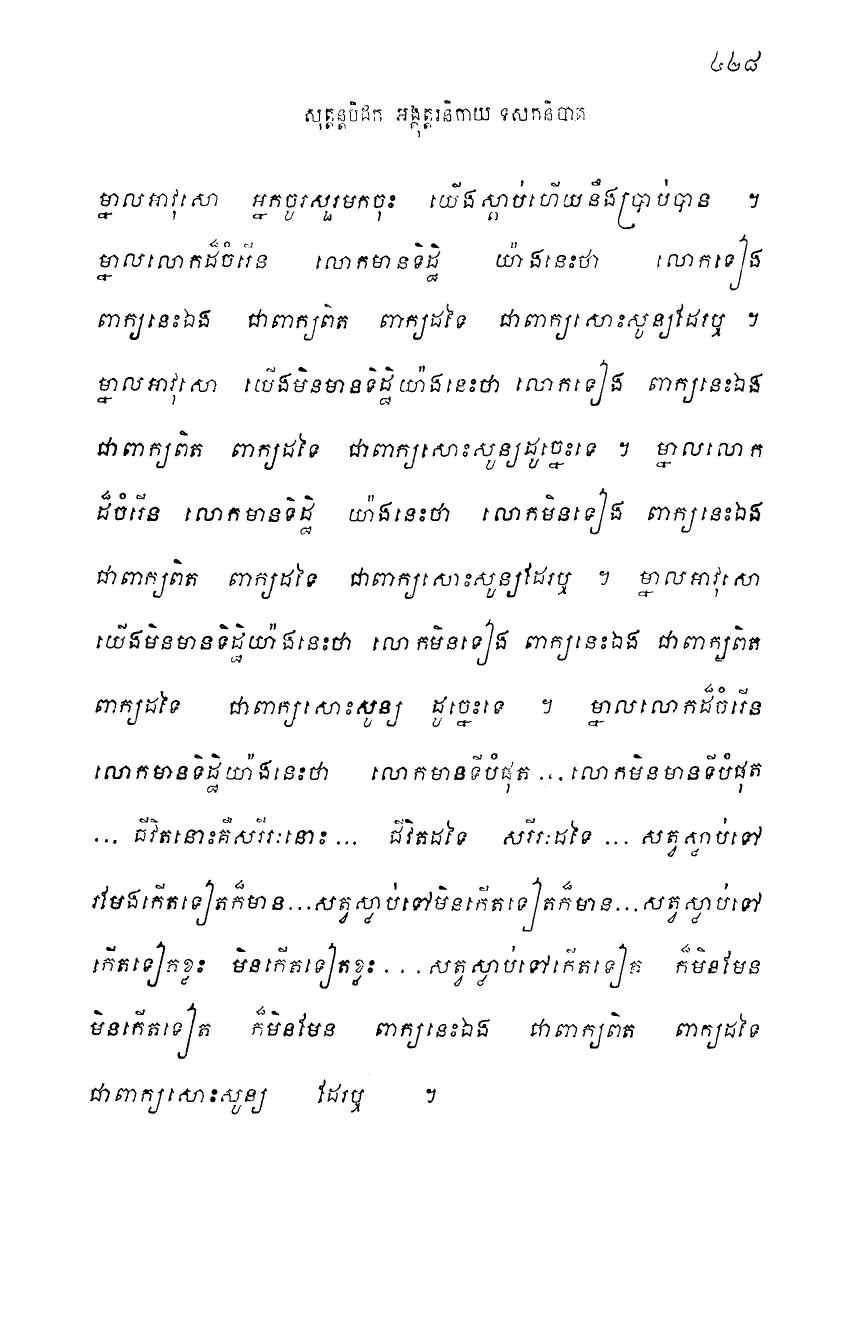 ៤២៨
សុត្តន្តបិដក អង្គុត្តរនិកាយ ទសកនិបាត
ម្នាលអាវុសោ អ្នកចូរសួរមកចុះ យើងស្តាប់ហើយនឹងប្រាប់បាន ។
ម្នាលលោកដ៏ចំរើន លោកមានទិដ្ឋិ យ៉ាងនេះថា លោកទៀង
ពាក្យនេះឯង ជាពាក្យពិត ពាក្យដទៃ ជាពាក្យសោះសូន្យដែរឬ ។
ម្នាលអាវុសោ យើងមិនមានទិដ្ឋិយ៉ាងនេះថា លោកទៀង ពាក្យនេះឯង
ជាពាក្យពិត ពាក្យដទៃ ជាពាក្យសោះសូន្យដូច្នេះទេ ។ ម្នាលលោក
ដ៏ចំរើន លោកមានទិដ្ឋិ យ៉ាងនេះថា លោកមិនទៀង ពាក្យនេះឯង
ជាពាក្យពិត ពាក្យដទៃ ជាពាក្យសោះសូន្យដែរឬ ។ ម្នាលអាវុសោ
យើងមិនមានទិដ្ឋិយ៉ាងនេះថា លោកមិនទៀង ពាក្យនេះឯង ជាពាក្យពិត
ពាក្យដទៃ ជាពាក្យសោះសូន្យ ដូច្នេះទេ ។ ម្នាលលោកដ៏ចំរើន
លោកមានទិដ្ឋិយ៉ាងនេះថា លោកមានទីបំផុត ... លោកមិនមានទីបំផុត
... ជីវិតនោះគឺសរីរៈនោះ ... ជីវិតដទៃ សរីរៈដទៃ ... សត្វស្លាប់ទៅ
រមែងកើតទៀតក៏មាន ... សត្វស្លាប់ទៅមិនកើតទៀតក៏មាន ... សត្វស្លាប់ទៅ
កើតទៀតខ្លះ មិនកើតទៀតខ្លះ ... សត្វស្លាប់ទៅកើតទៀត ក៏មិនមែន
មិនកើតទៀត ក៏មិនមែន ពាក្យនេះឯង ជាពាក្យពិត ពាក្យដទៃ
ជាពាក្យសោះសូន្យ ដែរឬ ។